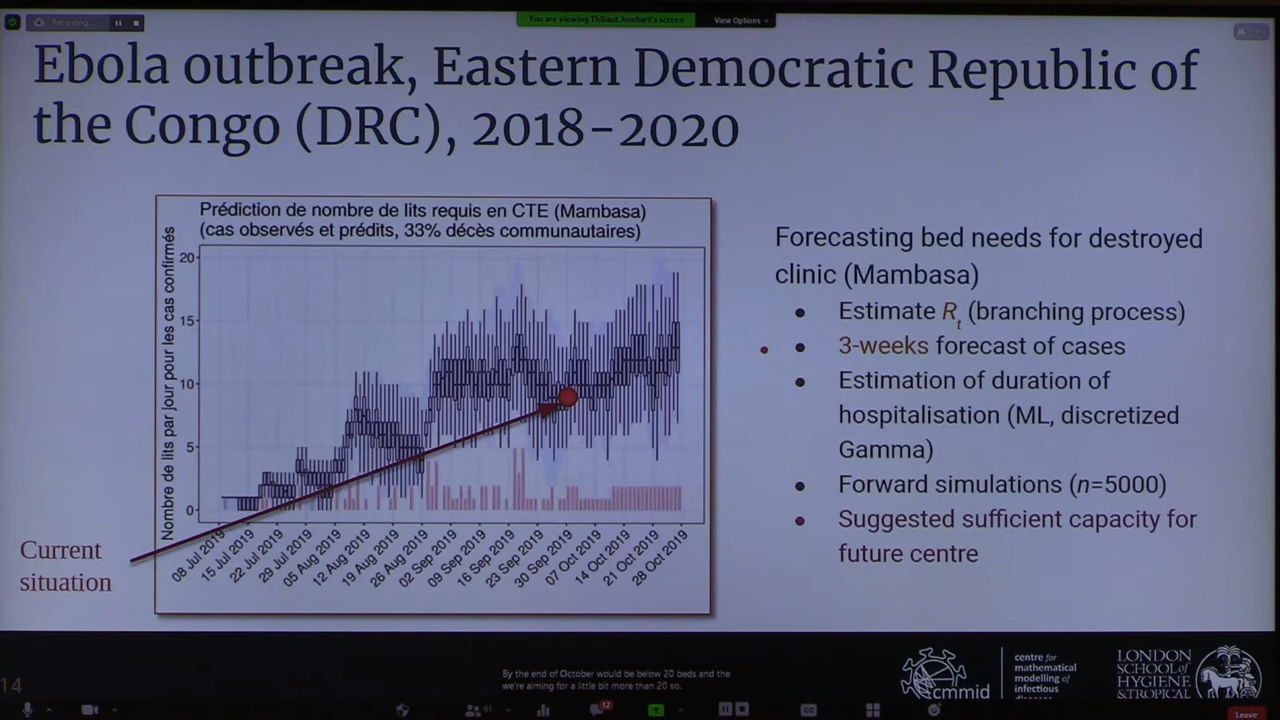 Recording...
You are viewing Thibaut Jombart's screen
View Options
Ebola outbreak, Eastern Democratic Republic of
the Congo (DRC), 2018-2020
Prédiction de nombre de lits requis en CTE (Mambasa)
(cas observés et prédits, 33% décès communautaires)
Nombre de lits par jour pour les cas confirmés
20
15
10
5
0
08 Jul 2019
15 Jul 2019
22 Jul 2019
29 Jul 2019
05 Aug 2019
12 Aug 2019
19 Aug 2019
26 Aug 2019
02 Sep 2019
09 Sep 2019
16 Sep 2019
23 Sep 2019
30 Sep 2019
07 Oct 2019
14 Oct 2019
21 Oct 2019
28 Oct 2019
Current
situation
Forecasting bed needs for destroyed
clinic (Mambasa)
Estimate Rt (branching process)
3-weeks forecast of cases
Estimation of duration of
hospitalisation (ML, discretized
Gamma)
Forward simulations (n=5000)
Suggested sufficient capacity for
future centre
14
By the end of October would be below 20 beds and the
we're aiming for a little bit more than 20 so.
cmmid
centre for
mathematical
modelling of
infectious
LONDON
SCHOOL of
HYGIENE
& TROPICAL
61
12
CC
Leave